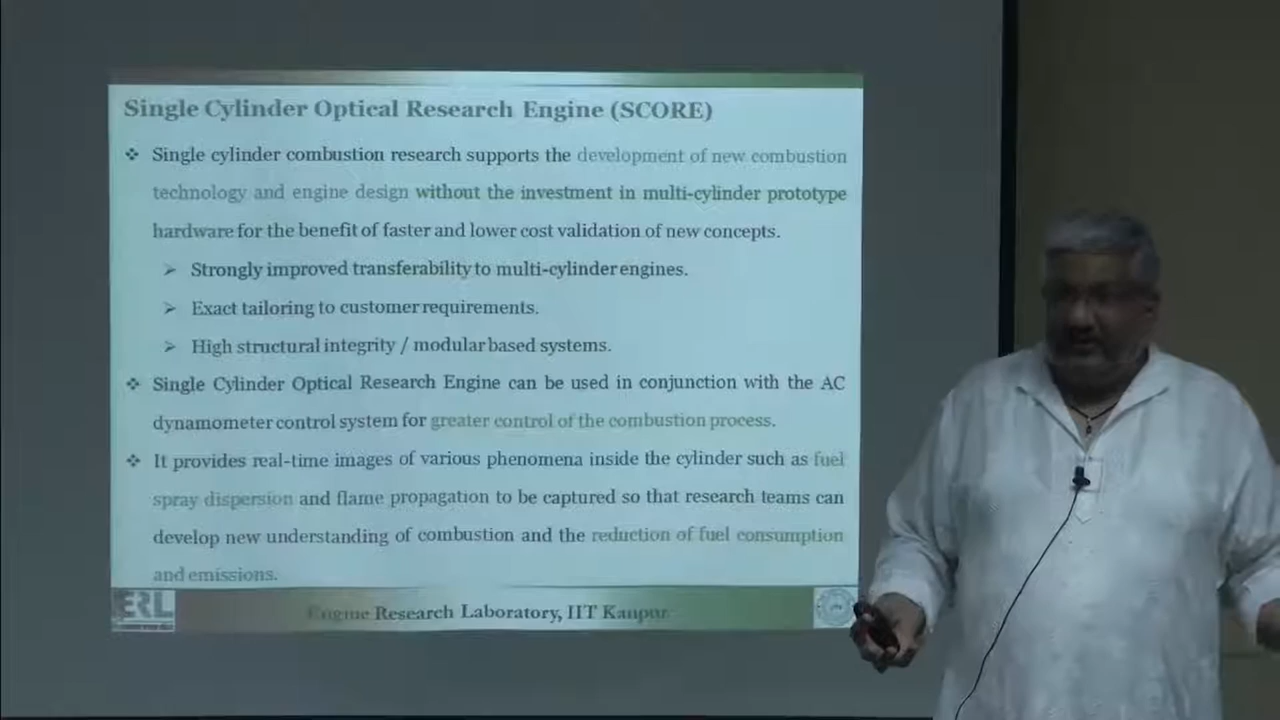 Single Cylinder Optical Research Engine (SCORE)
❖ Single cylinder combustion research supports the development of new combustion
technology and engine design without the investment in multi-cylinder prototype
hardware for the benefit of faster and lower cost validation of new concepts.
➢ Strongly improved transferability to multi-cylinder engines.
➢ Exact tailoring to customer requirements.
➢ High structural integrity / modular based systems.
❖ Single Cylinder Optical Research Engine can be used in conjunction with the AC
dynamometer control system for greater control of the combustion process.
❖ It provides real-time images of various phenomena inside the cylinder such as fuel
spray dispersion and flame propagation to be captured so that research teams can
develop new understanding of combustion and the reduction of fuel consumption
and emissions.
ERL
Engine Research Laboratory, IIT Kanpur